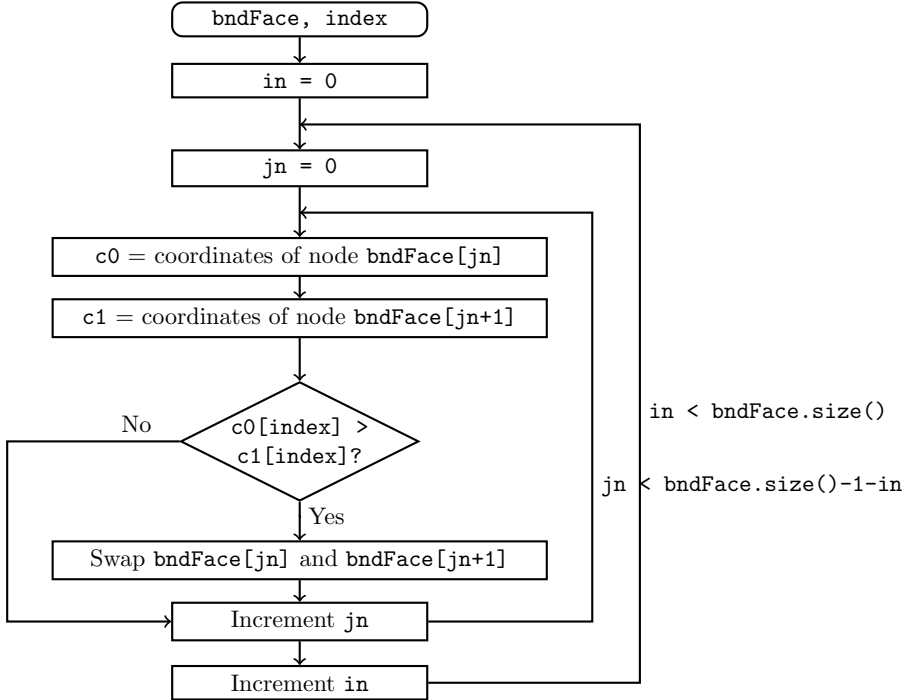 bndFace, index
in = 0
jn = 0
c0 = coordinates of node bndFace[jn]
c1 = coordinates of node bndFace[jn+1]
c0[index] >
c1[index]?
No
Yes
in < bndFace.size()
jn < bndFace.size()-1-in
Swap bndFace[jn] and bndFace[jn+1]
Increment jn
Increment in